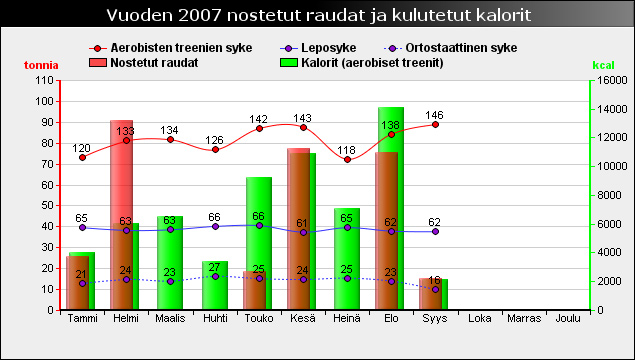 Vuoden 2007 nostetut raudat ja kulutetut kalorit
Aerobisten treenien syke Leposyke Ortostaattinen syke
Nostetut raudat Kalorit (aerobiset treenit)
tonnia kcal
110 16000
100
90 14000
80 12000
70 10000
60
50 8000
40 6000
30 4000
20
10 2000
0 0
120 133 134 126 142 143 118 138 146
65 63 63 66 66 61 65 62 62
21 24 23 27 25 24 25 23 16
Tammi Helmi Maalis Huhti Touko Kesä Heinä Elo Syys Loka Marras Joulu